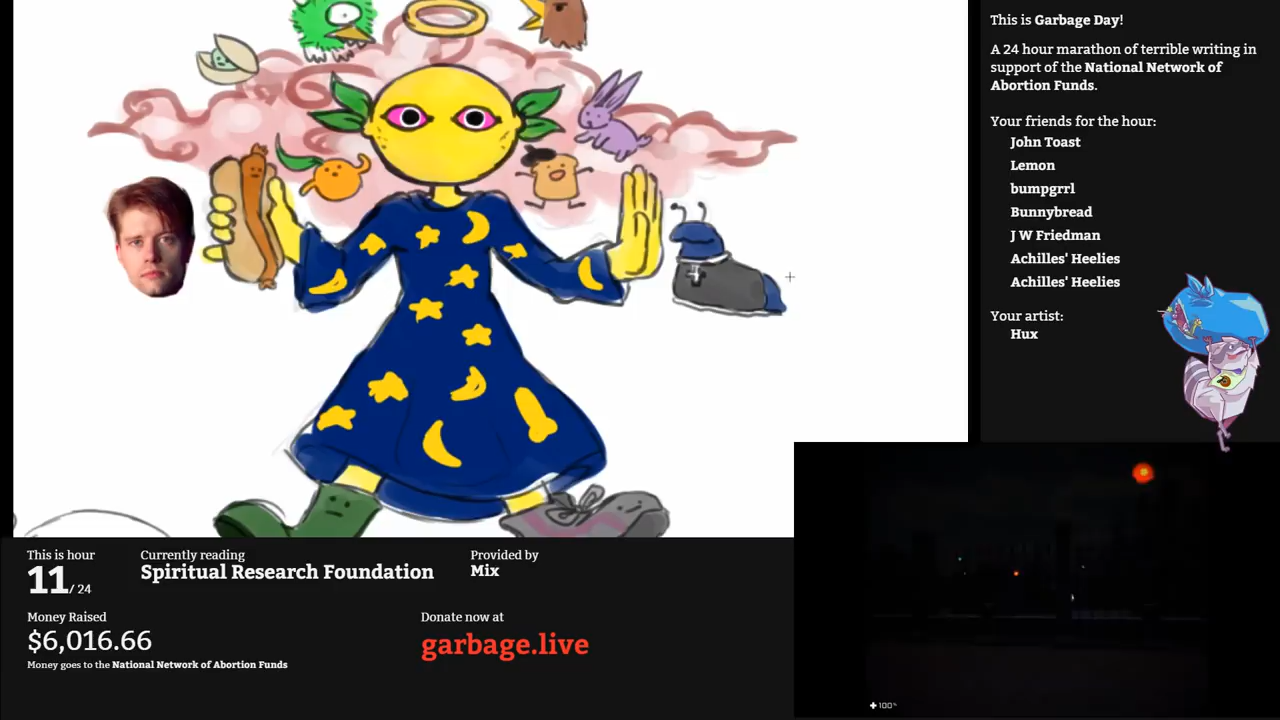 This is Garbage Day!
A 24 hour marathon of terrible writing in
support of the National Network of
Abortion Funds.
Your friends for the hour:
John Toast
Lemon
bumpgrrl
Bunnybread
J W Friedman
Achilles' Heelies
Achilles' Heelies
Your artist:
Hux
This is hour
11 / 24
Currently reading
Spiritual Research Foundation
Provided by
Mix
Money Raised
$6,016.66
Money goes to the National Network of Abortion Funds
Donate now at
garbage.live
100%